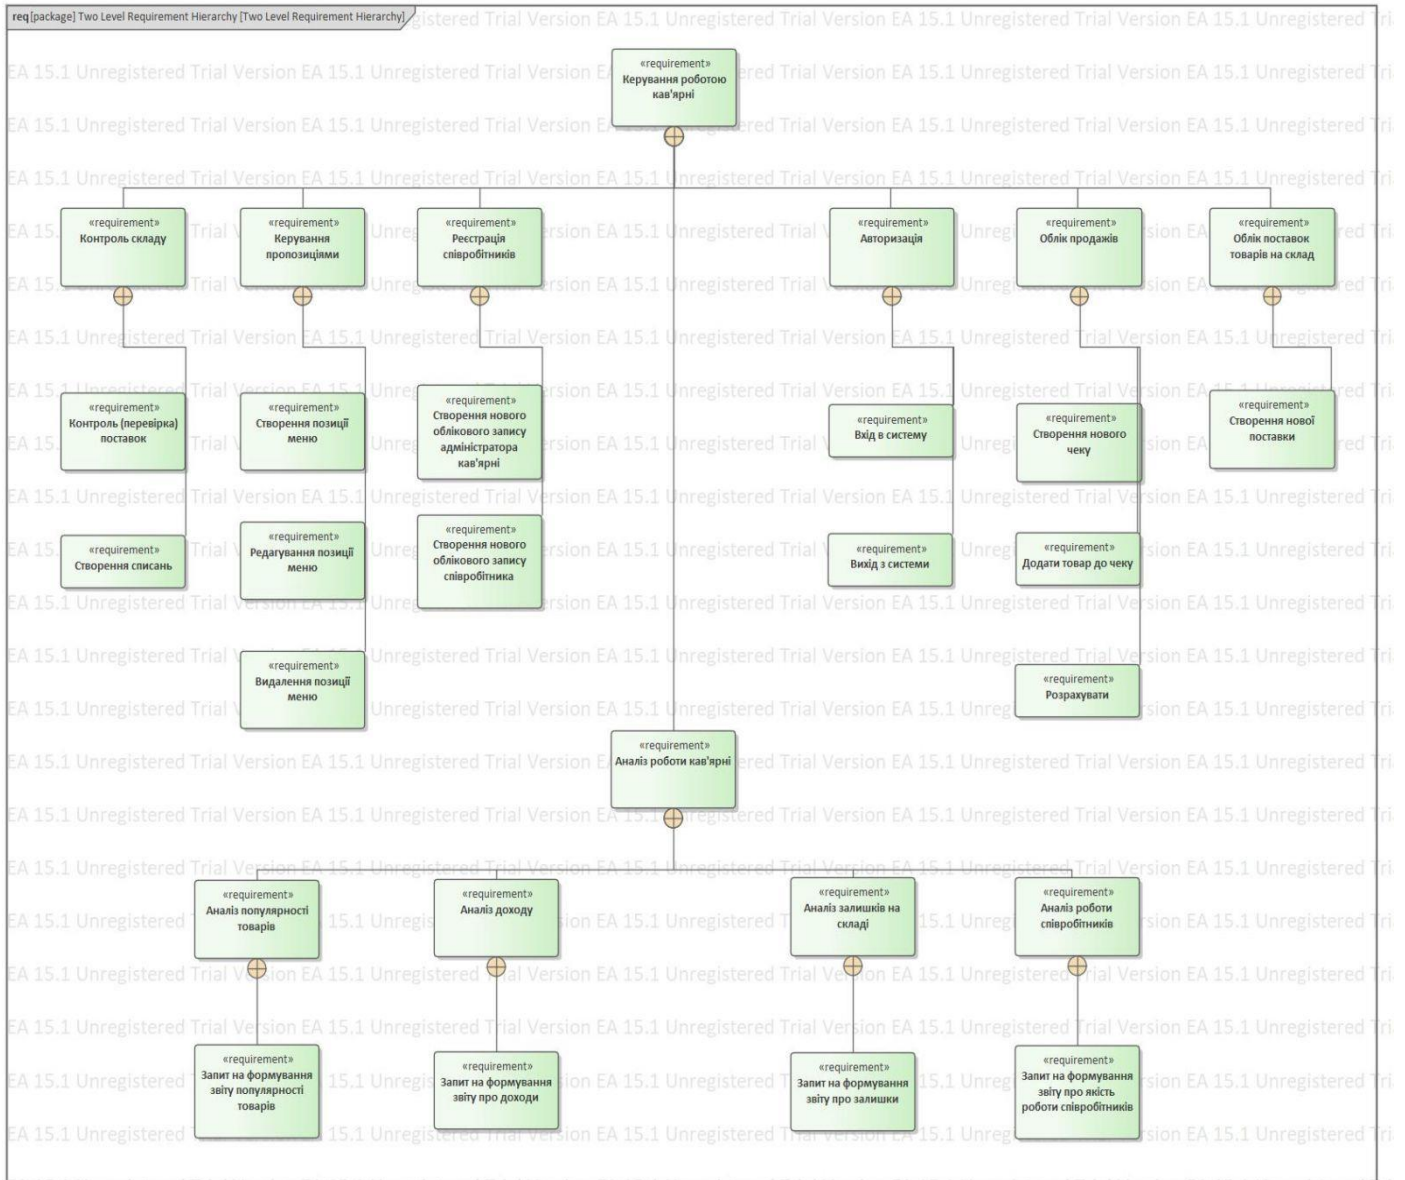 req [package] Two Level Requirement Hierarchy [Two Level Requirement Hierarchy]
EA 15.1 Unregistered Trial Version
«requirement»
Керування роботою
кав'ярні
«requirement»
Контроль складу
«requirement»
Керування
пропозиціями
«requirement»
Реєстрація
співробітників
«requirement»
Авторизація
«requirement»
Облік продажів
«requirement»
Облік поставок
товарів на склад
«requirement»
Контроль (перевірка)
поставок
«requirement»
Створення позиції
меню
«requirement»
Створення нового
облікового запису
адміністратора
кав'ярні
«requirement»
Вхід в систему
«requirement»
Створення нового
чеку
«requirement»
Створення нової
поставки
«requirement»
Створення списань
«requirement»
Редагування позиції
меню
«requirement»
Створення нового
облікового запису
співробітника
«requirement»
Вихід з системи
«requirement»
Додати товар до чеку
«requirement»
Видалення позиції
меню
«requirement»
Розрахувати
«requirement»
Аналіз роботи кав'ярні
«requirement»
Аналіз популярності
товарів
«requirement»
Аналіз доходу
«requirement»
Аналіз залишків на
складі
«requirement»
Аналіз роботи
співробітників
«requirement»
Запит на формування
звіту популярності
товарів
«requirement»
Запит на формування
звіту про доходи
«requirement»
Запит на формування
звіту про залишки
«requirement»
Запит на формування
звіту про якість
роботи співробітників